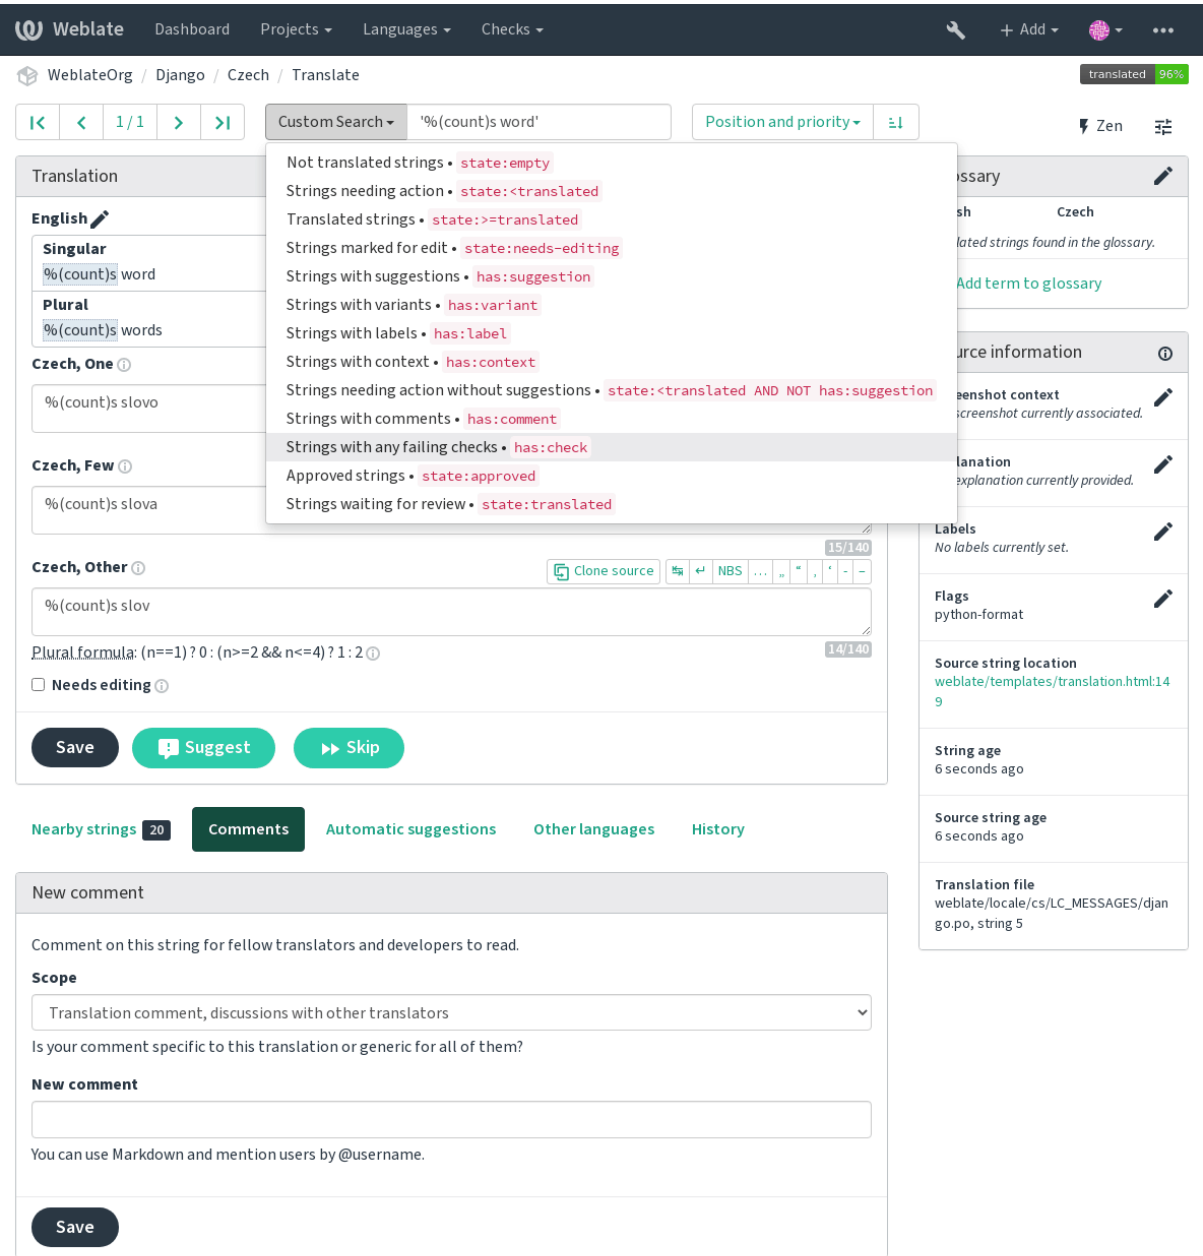 Weblate Dashboard Projects Languages Checks + Add •••
WeblateOrg / Django / Czech / Translate translated 96%
1 / 1 Custom Search '%(count)s word' Position and priority Zen
Not translated strings • state:empty
Strings needing action • state:<translated
Translated strings • state:>=translated
Strings marked for edit • state:needs-editing
Strings with suggestions • has:suggestion
Strings with variants • has:variant
Strings with labels • has:label
Strings with context • has:context
Strings needing action without suggestions • state:<translated AND NOT has:suggestion
Strings with comments • has:comment
Strings with any failing checks • has:check
Approved strings • state:approved
Strings waiting for review • state:translated
Translation
English
Singular
%(count)s word
Plural
%(count)s words
Czech, One
%(count)s slovo
Czech, Few
%(count)s slova
15/140
Czech, Other Clone source ↹ ↵ NBS … „ “ ‚ ‘ - –
%(count)s slov
14/140
Plural formula: (n==1) ? 0 : (n>=2 && n<=4) ? 1 : 2
Needs editing
Save Suggest Skip
Nearby strings 20 Comments Automatic suggestions Other languages History
New comment
Comment on this string for fellow translators and developers to read.
Scope
Translation comment, discussions with other translators
Is your comment specific to this translation or generic for all of them?
New comment
You can use Markdown and mention users by @username.
Save
ossary
sh Czech
lated strings found in the glossary.
Add term to glossary
urce information
eenshot context
screenshot currently associated.
lanation
explanation currently provided.
Labels
No labels currently set.
Flags
python-format
Source string location
weblate/templates/translation.html:14
9
String age
6 seconds ago
Source string age
6 seconds ago
Translation file
weblate/locale/cs/LC_MESSAGES/djan
go.po, string 5